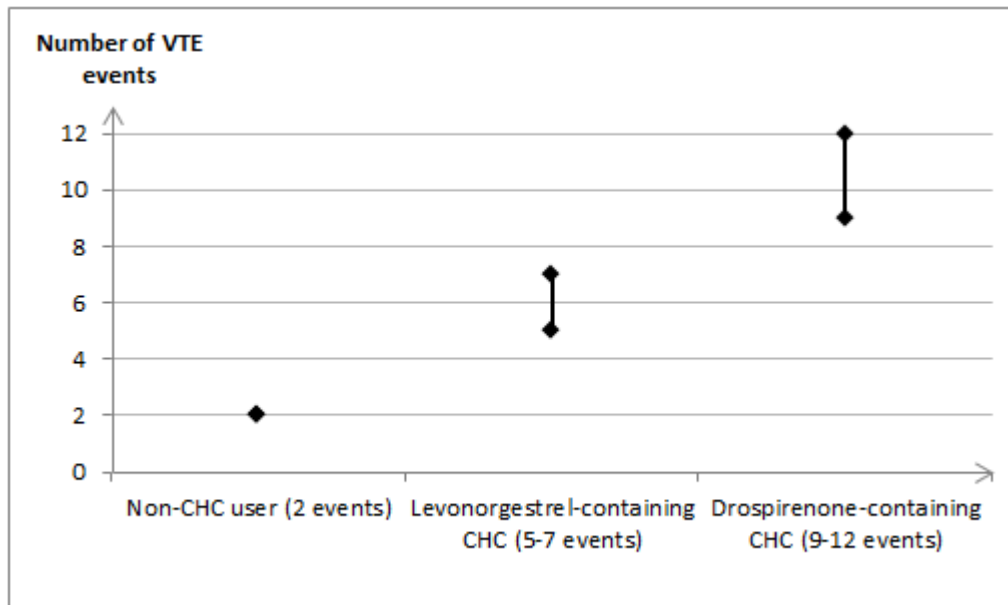 Number of VTE
events
12
10
8
6
4
2
0
Non-CHC user (2 events)
Levonorgestrel-containing
CHC (5-7 events)
Drospirenone-containing
CHC (9-12 events)